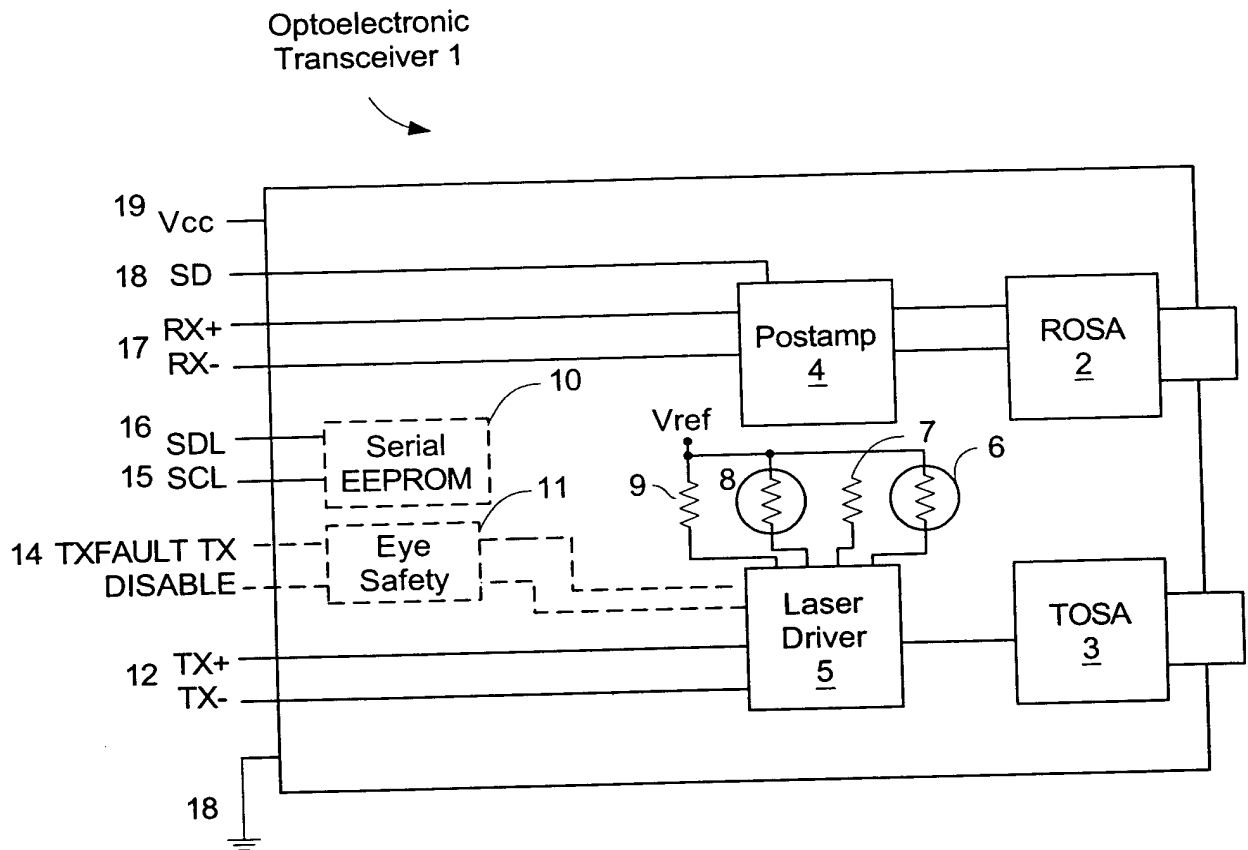 Optoelectronic
Transceiver 1
19 Vcc
18 SD
17 RX+
RX-
Postamp
4
ROSA
2
10
16 SDL
15 SCL
Serial
EEPROM
Vref
7
6
8
9
11
14 TXFAULT TX
DISABLE
Eye
Safety
Laser
Driver
5
TOSA
3
12 TX+
TX-
18